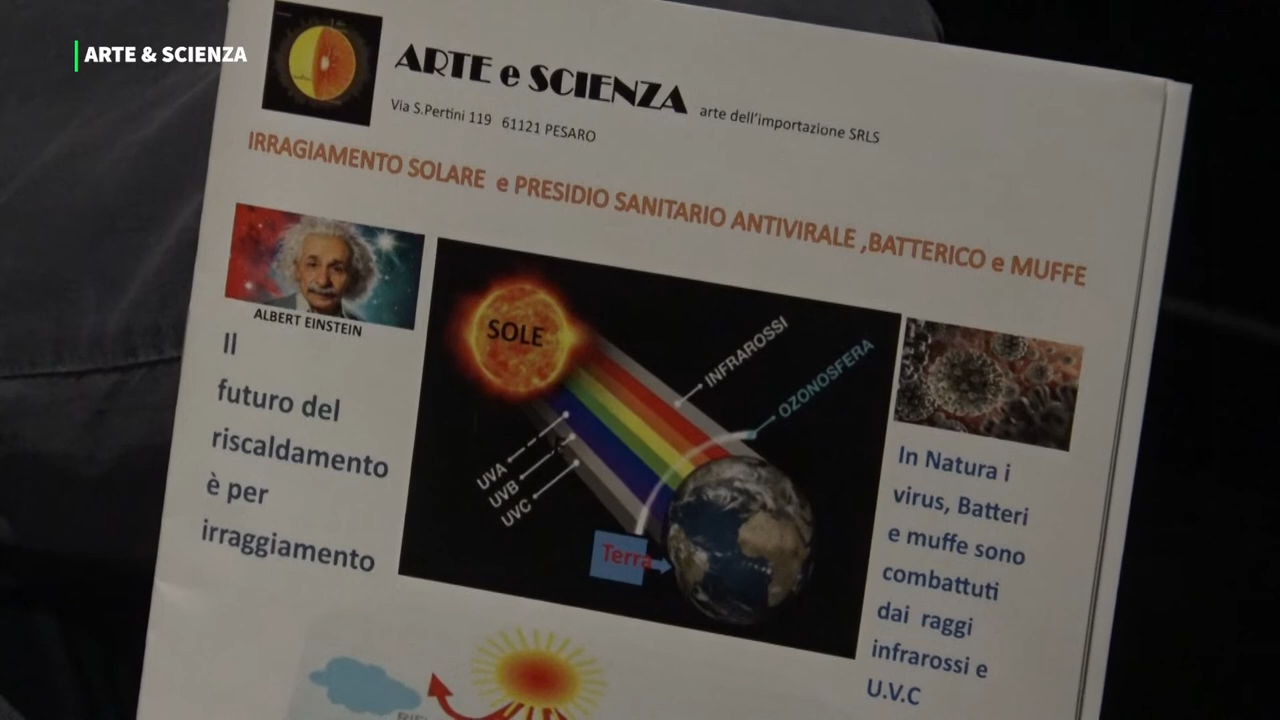 ARTE & SCIENZA
ARTE e SCIENZA arte dell'importazione SRLS
Via S.Pertini 119 61121 PESARO
IRRAGIAMENTO SOLARE e PRESIDIO SANITARIO ANTIVIRALE ,BATTERICO e MUFFE
ALBERT EINSTEIN
Il
futuro del
riscaldamento
è per
irraggiamento
SOLE
INFRAROSSI
OZONOSFERA
UVA
UVB
UVC
Terra
In Natura i
virus, Batteri
e muffe sono
combattuti
dai raggi
infrarossi e
U.V.C